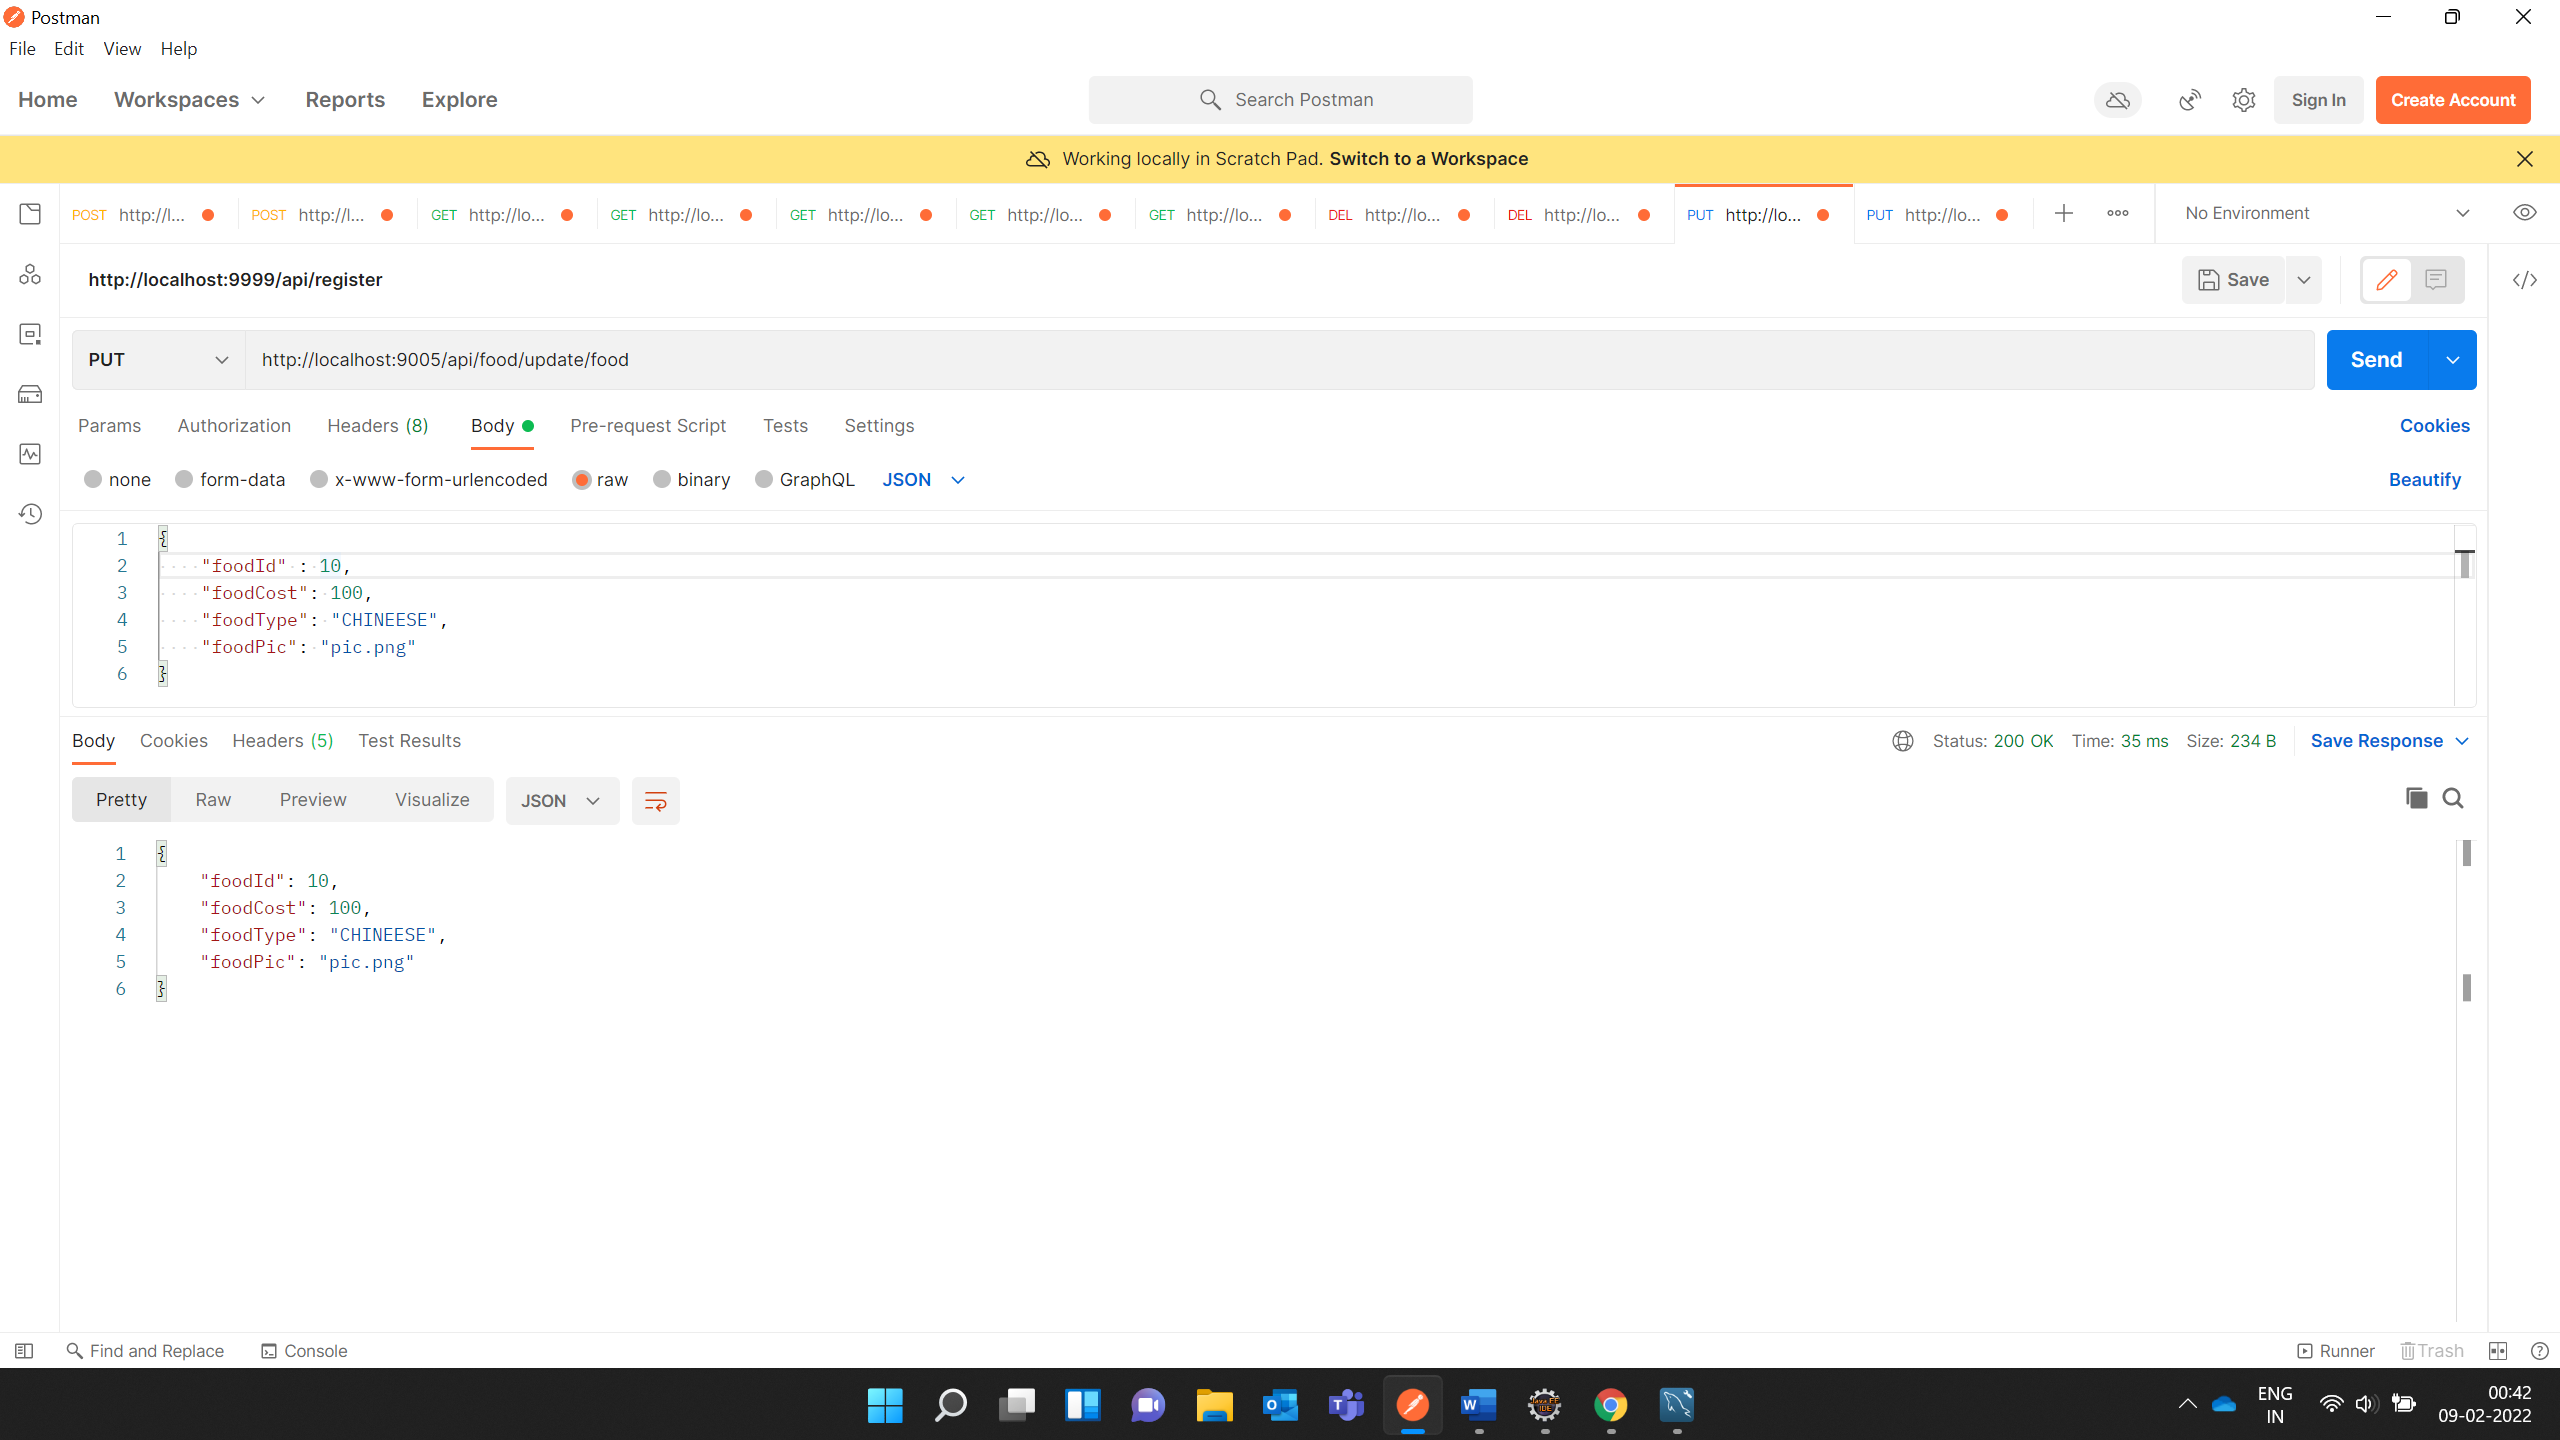 Postman
File Edit View Help
Home Workspaces Reports Explore Search Postman Sign In Create Account
Working locally in Scratch Pad. Switch to a Workspace
POST http://l... POST http://l... GET http://lo... GET http://lo... GET http://lo... GET http://lo... GET http://lo... DEL http://lo... DEL http://lo... PUT http://lo... PUT http://lo... No Environment
http://localhost:9999/api/register Save
PUT http://localhost:9005/api/food/update/food Send
Params Authorization Headers (8) Body Pre-request Script Tests Settings Cookies
none form-data x-www-form-urlencoded raw binary GraphQL JSON Beautify
1 {
2 "foodId" : 10,
3 "foodCost": 100,
4 "foodType": "CHINEESE",
5 "foodPic": "pic.png"
6 }
Body Cookies Headers (5) Test Results Status: 200 OK Time: 35 ms Size: 234 B Save Response
Pretty Raw Preview Visualize JSON
1 {
2 "foodId": 10,
3 "foodCost": 100,
4 "foodType": "CHINEESE",
5 "foodPic": "pic.png"
6 }
Find and Replace Console Runner Trash
ENG 00:42
IN 09-02-2022